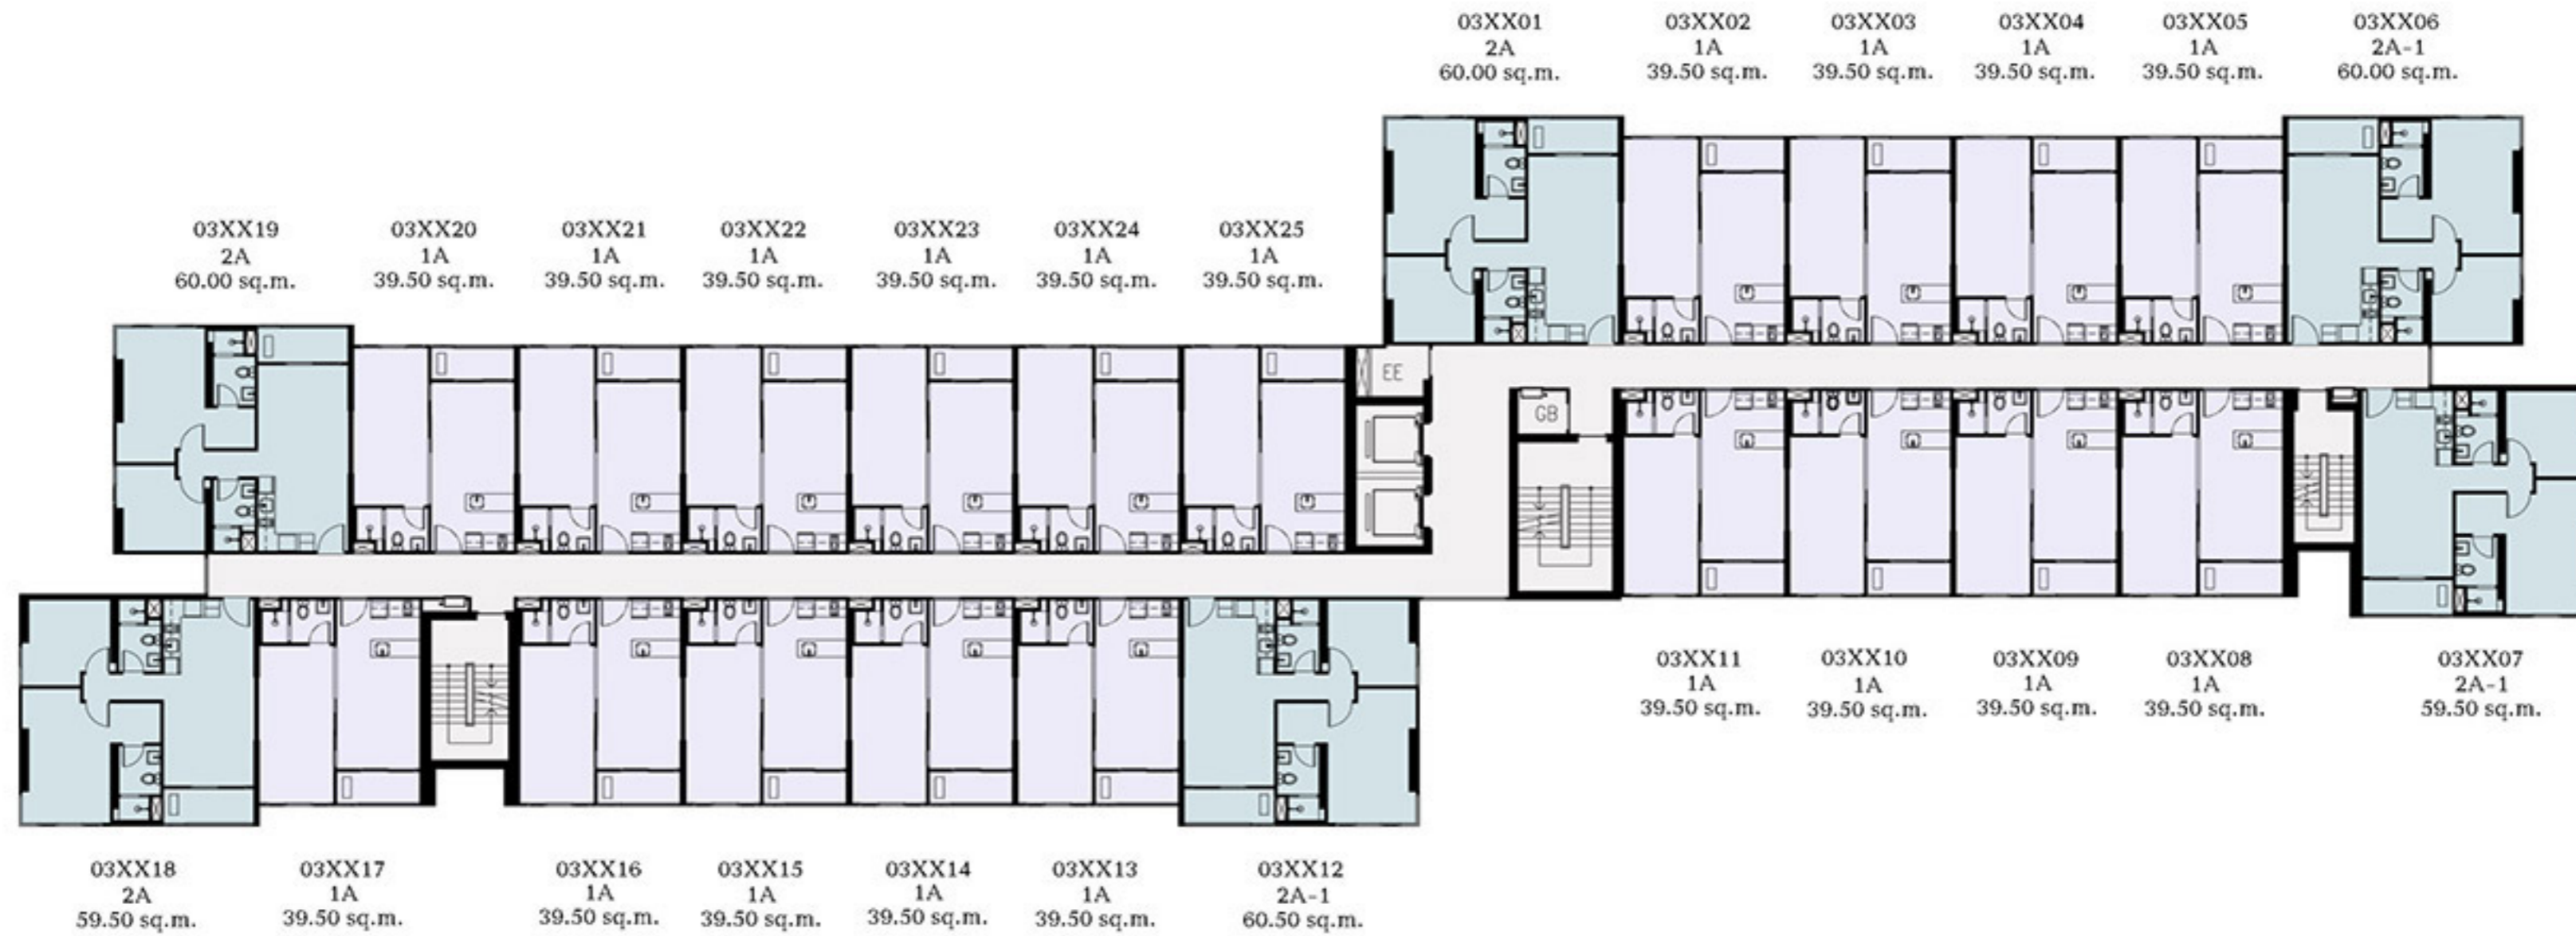 03XX01
2A
60.00 sq.m.
03XX02
1A
39.50 sq.m.
03XX03
1A
39.50 sq.m.
03XX04
1A
39.50 sq.m.
03XX05
1A
39.50 sq.m.
03XX06
2A-1
60.00 sq.m.
03XX19
2A
60.00 sq.m.
03XX20
1A
39.50 sq.m.
03XX21
1A
39.50 sq.m.
03XX22
1A
39.50 sq.m.
03XX23
1A
39.50 sq.m.
03XX24
1A
39.50 sq.m.
03XX25
1A
39.50 sq.m.
EE
GB
03XX11
1A
39.50 sq.m.
03XX10
1A
39.50 sq.m.
03XX09
1A
39.50 sq.m.
03XX08
1A
39.50 sq.m.
03XX07
2A-1
59.50 sq.m.
03XX18
2A
59.50 sq.m.
03XX17
1A
39.50 sq.m.
03XX16
1A
39.50 sq.m.
03XX15
1A
39.50 sq.m.
03XX14
1A
39.50 sq.m.
03XX13
1A
39.50 sq.m.
03XX12
2A-1
60.50 sq.m.